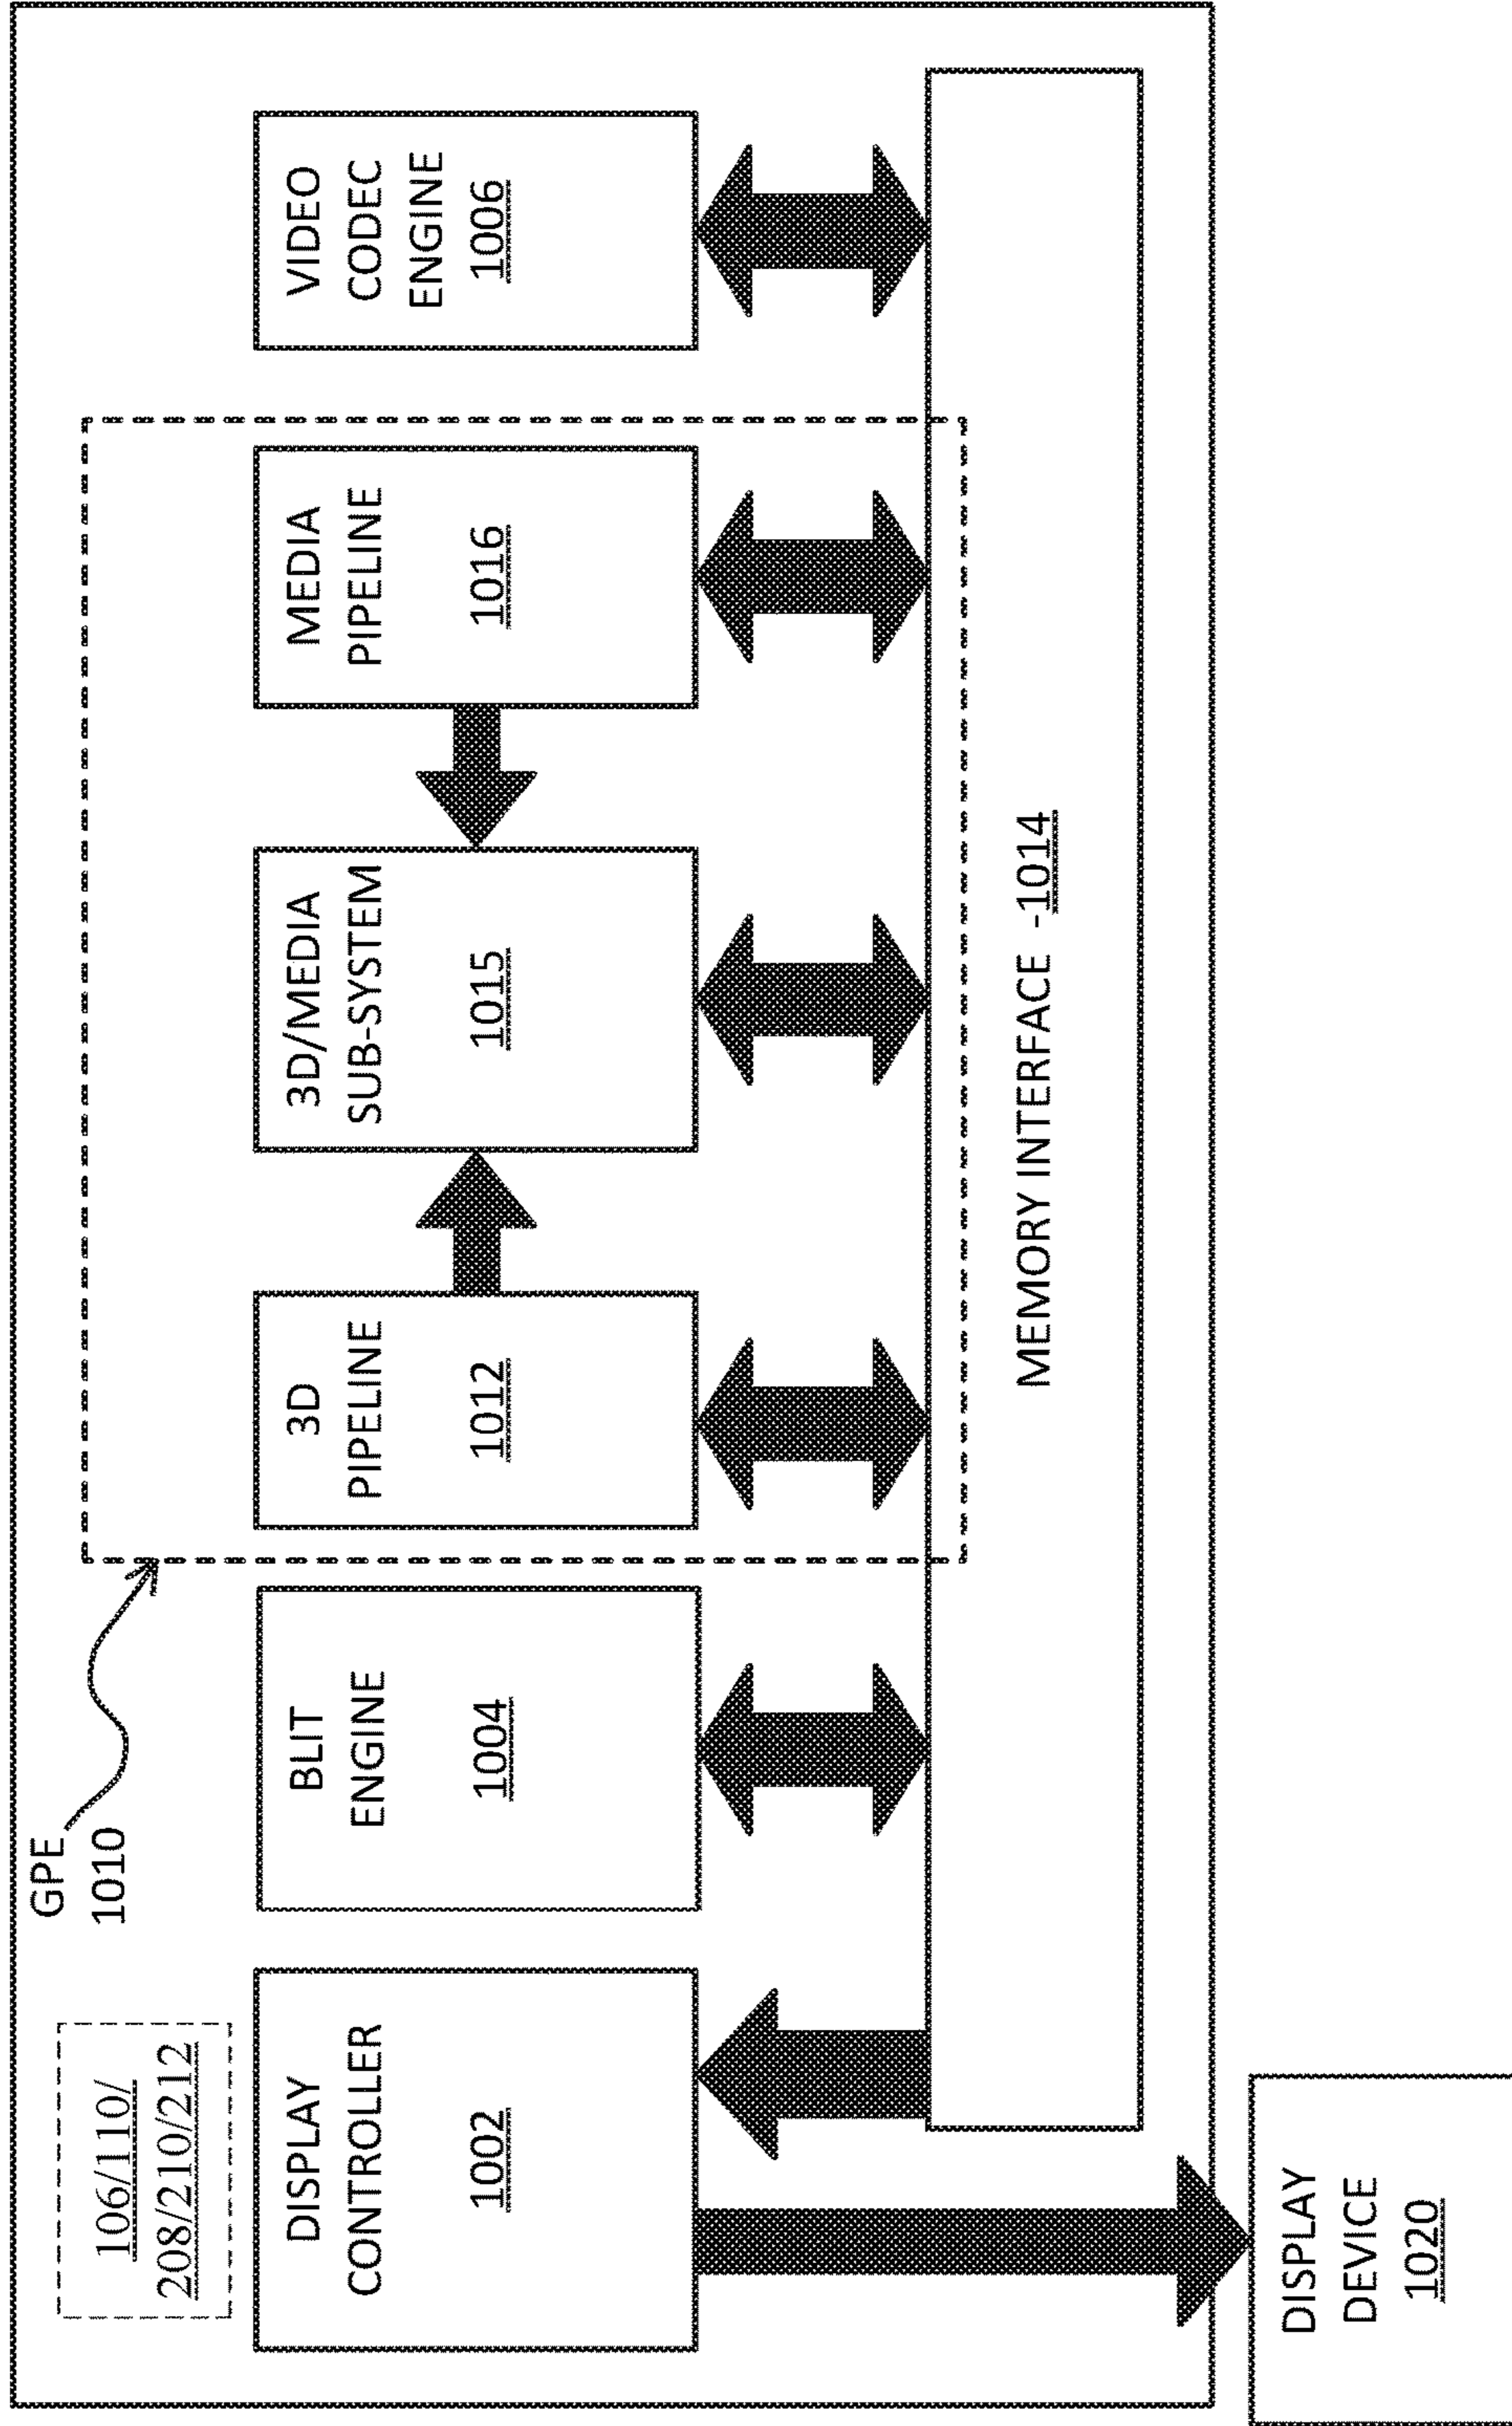 106/110/
208/210/212
GPE
1010
DISPLAY
CONTROLLER
1002
BLIT
ENGINE
1004
3D
PIPELINE
1012
3D/MEDIA
SUB-SYSTEM
1015
MEDIA
PIPELINE
1016
VIDEO
CODEC
ENGINE
1006
MEMORY INTERFACE -1014
DISPLAY
DEVICE
1020